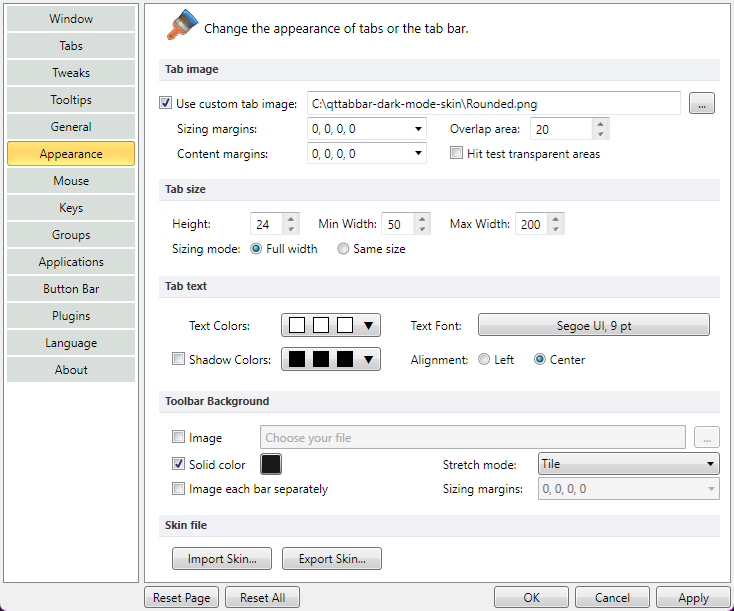 Window
Tabs
Tweaks
Tooltips
General
Appearance
Mouse
Keys
Groups
Applications
Button Bar
Plugins
Language
About
Change the appearance of tabs or the tab bar.
Tab image
Use custom tab image: C:\qttabbar-dark-mode-skin\Rounded.png ...
Sizing margins: 0, 0, 0, 0 Overlap area: 20
Content margins: 0, 0, 0, 0 Hit test transparent areas
Tab size
Height: 24 Min Width: 50 Max Width: 200
Sizing mode: Full width Same size
Tab text
Text Colors: Text Font: Segoe UI, 9 pt
Shadow Colors: Alignment: Left Center
Toolbar Background
Image Choose your file ...
Solid color Stretch mode: Tile
Image each bar separately Sizing margins: 0, 0, 0, 0
Skin file
Import Skin... Export Skin...
Reset Page Reset All OK Cancel Apply